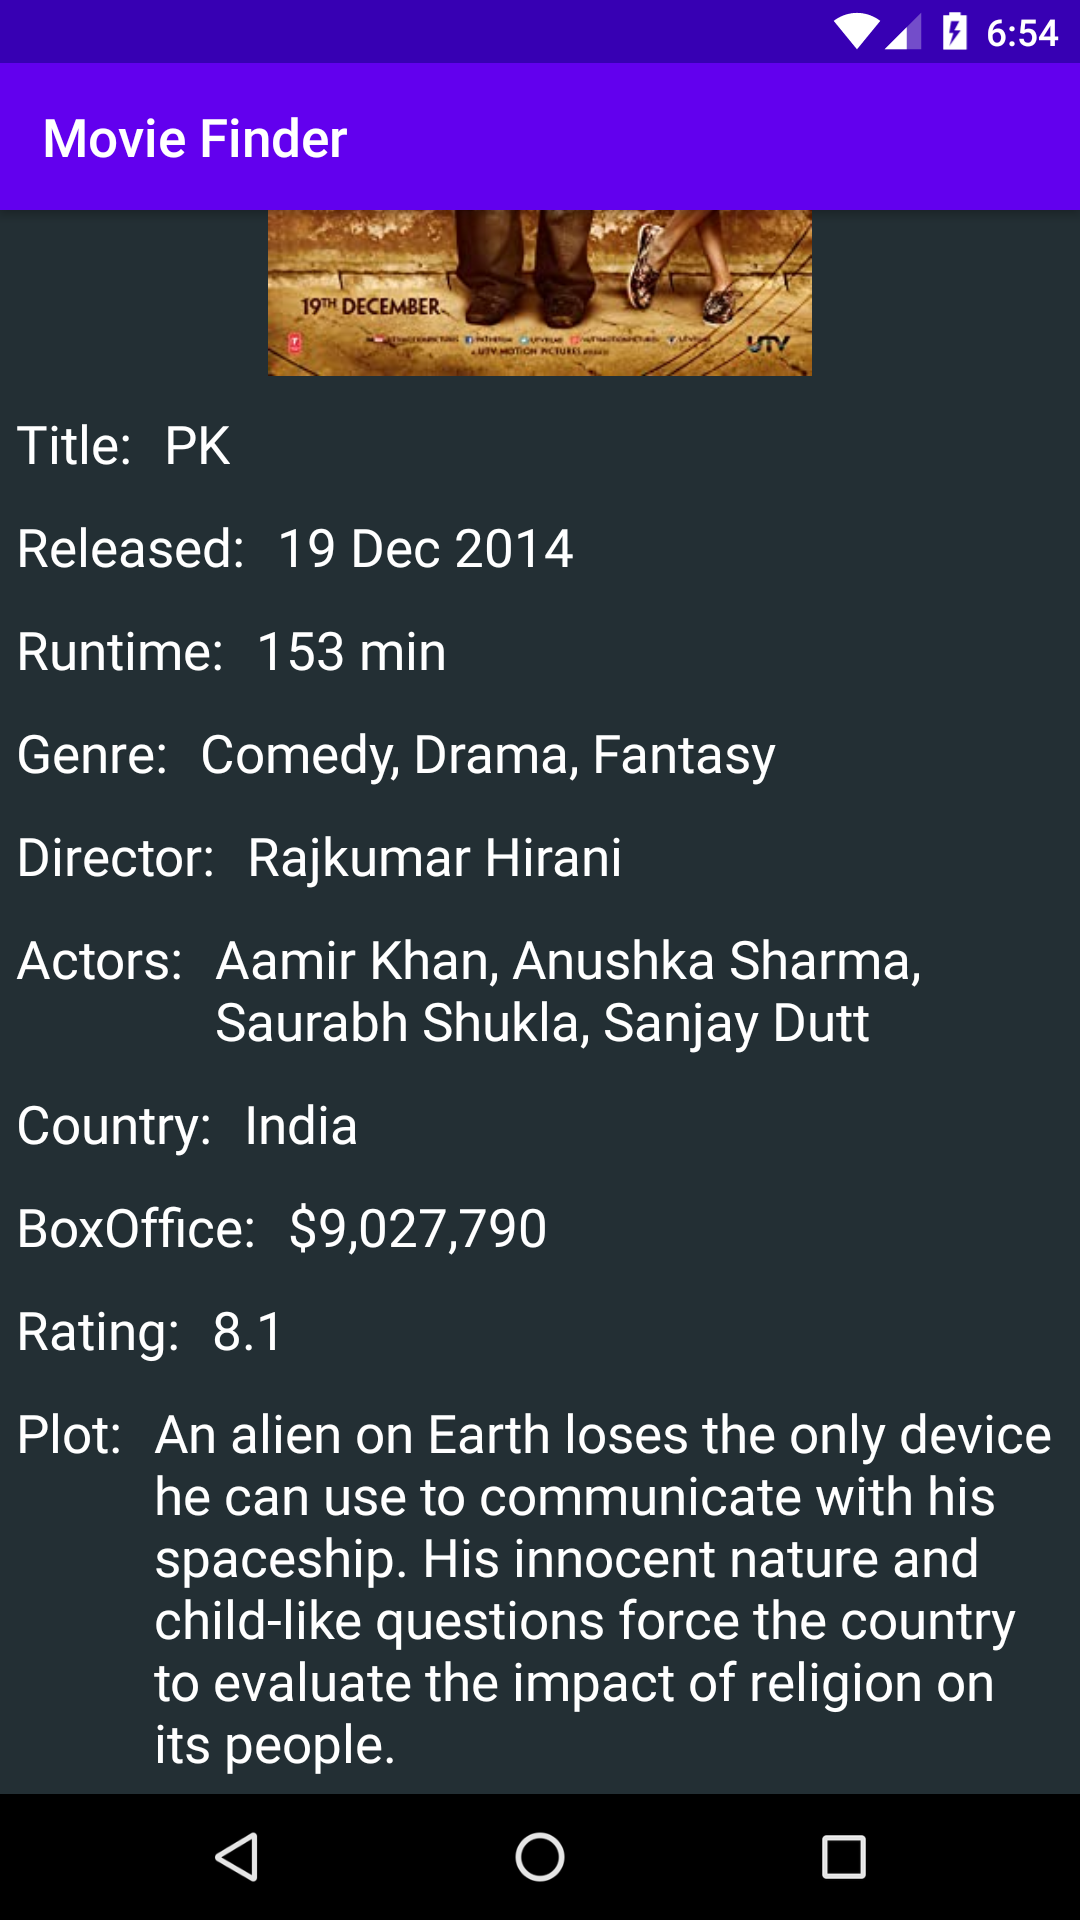 6:54
Movie Finder
19TH DECEMBER
UTV
UTV MOTION PICTURES
Title: PK
Released: 19 Dec 2014
Runtime: 153 min
Genre: Comedy, Drama, Fantasy
Director: Rajkumar Hirani
Actors: Aamir Khan, Anushka Sharma,
Saurabh Shukla, Sanjay Dutt
Country: India
BoxOffice: $9,027,790
Rating: 8.1
Plot: An alien on Earth loses the only device
he can use to communicate with his
spaceship. His innocent nature and
child-like questions force the country
to evaluate the impact of religion on
its people.